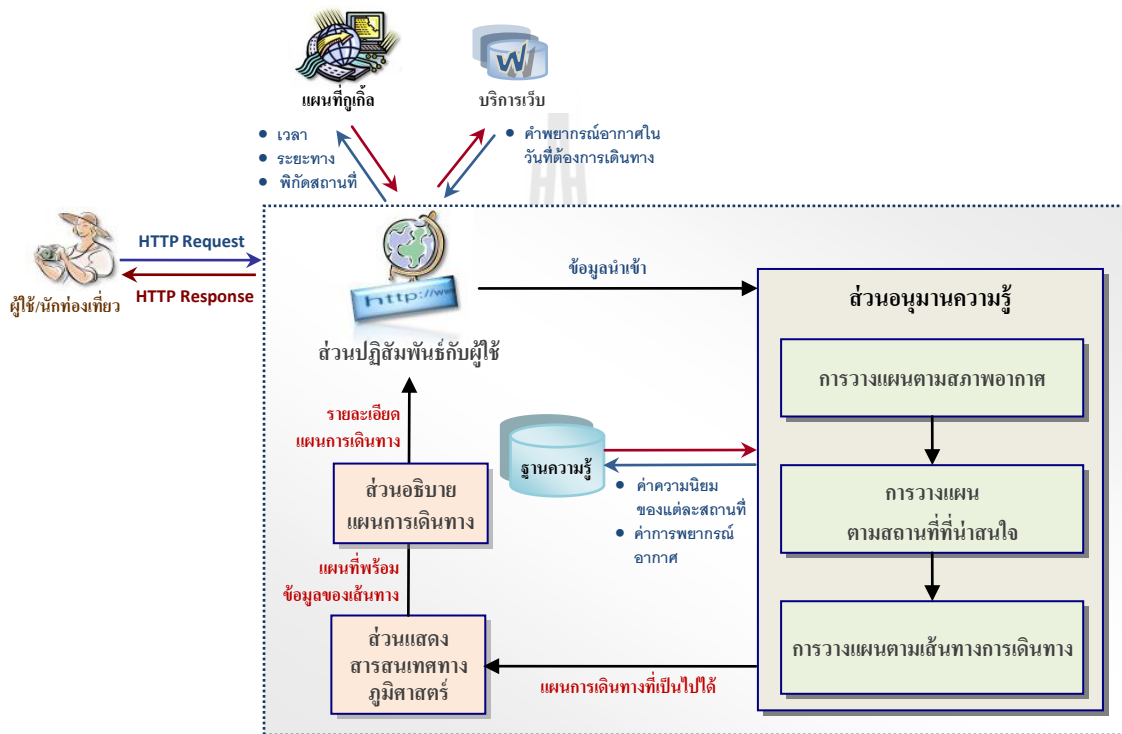 แผนที่กูเกิ้ล
บริการเว็บ
W
• เวลา
• ระยะทาง
• พิกัดสถานที่
• คำพยากรณ์อากาศใน
วันที่ต้องการเดินทาง
HTTP Request
HTTP Response
ผู้ใช้/นักท่องเที่ยว
http://ww
ส่วนปฏิสัมพันธ์กับผู้ใช้
ข้อมูลนำเข้า
ส่วนอนุมานความรู้
การวางแผนตามสภาพอากาศ
รายละเอียด
แผนการเดินทาง
ฐานความรู้
• ค่าความนิยม
ของแต่ละสถานที่
• ค่าการพยากรณ์
อากาศ
ส่วนอธิบาย
แผนการเดินทาง
การวางแผน
ตามสถานที่ที่น่าสนใจ
แผนที่พร้อม
ข้อมูลของเส้นทาง
ส่วนแสดง
สารสนเทศทาง
ภูมิศาสตร์
แผนการเดินทางที่เป็นไปได้
การวางแผนตามเส้นทางการเดินทาง